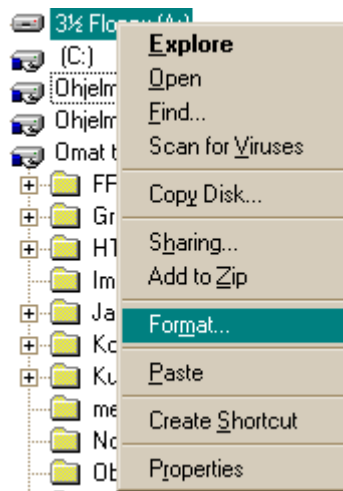 3½ Floppy (A:)
(C:)
Ohjelm
Ohjelm
Omat t
FF
Gr
HT
Im
Ja
Ko
Ku
me
No
Ob
Explore
Open
Find...
Scan for Viruses
Copy Disk...
Sharing...
Add to Zip
Format...
Paste
Create Shortcut
Properties